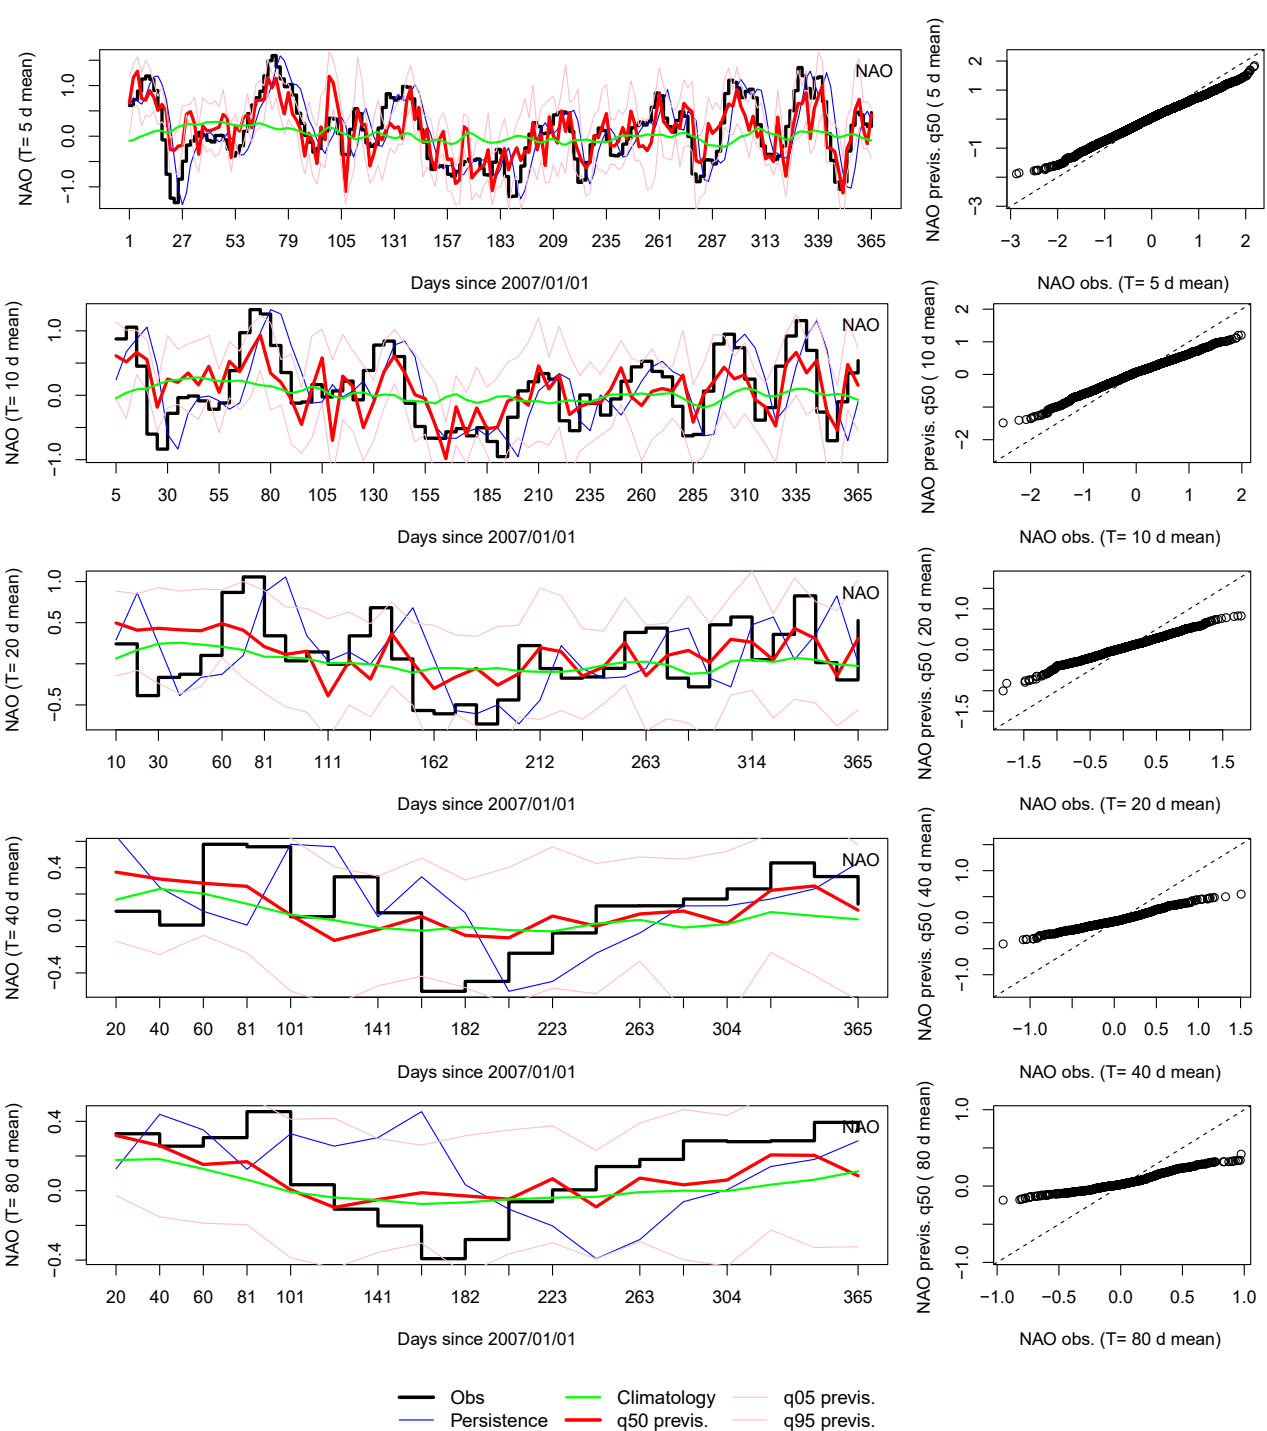 NAO (T= 5 d mean)
1.0
0.0
−1.0
NAO
1 27 53 79 105 131 157 183 209 235 261 287 313 339 365
Days since 2007/01/01
NAO previs. q50 ( 5 d mean)
2
1
−1
−3
−3 −2 −1 0 1 2
NAO obs. (T= 5 d mean)
NAO (T= 10 d mean)
1.0
0.0
−1.0
NAO
5 30 55 80 105 130 155 185 210 235 260 285 310 335 365
Days since 2007/01/01
NAO previs. q50 ( 10 d mean)
2
1
0
−2
−2 −1 0 1 2
NAO obs. (T= 10 d mean)
NAO (T= 20 d mean)
1.0
0.5
−0.5
NAO
10 30 60 81 111 162 212 263 314 365
Days since 2007/01/01
NAO previs. q50 ( 20 d mean)
1.0
0.0
−1.5
−1.5 −0.5 0.5 1.5
NAO obs. (T= 20 d mean)
NAO (T= 40 d mean)
0.4
0.0
−0.4
NAO
20 40 60 81 101 141 182 223 263 304 365
Days since 2007/01/01
NAO previs. q50 ( 40 d mean)
1.0
0.0
−1.0
−1.0 0.0 0.5 1.0 1.5
NAO obs. (T= 40 d mean)
NAO (T= 80 d mean)
0.4
0.0
−0.4
NAO
20 40 60 81 101 141 182 223 263 304 365
Days since 2007/01/01
NAO previs. q50 ( 80 d mean)
1.0
0.0
−1.0
−1.0 −0.5 0.0 0.5 1.0
NAO obs. (T= 80 d mean)
Obs Climatology q05 previs.
Persistence q50 previs. q95 previs.